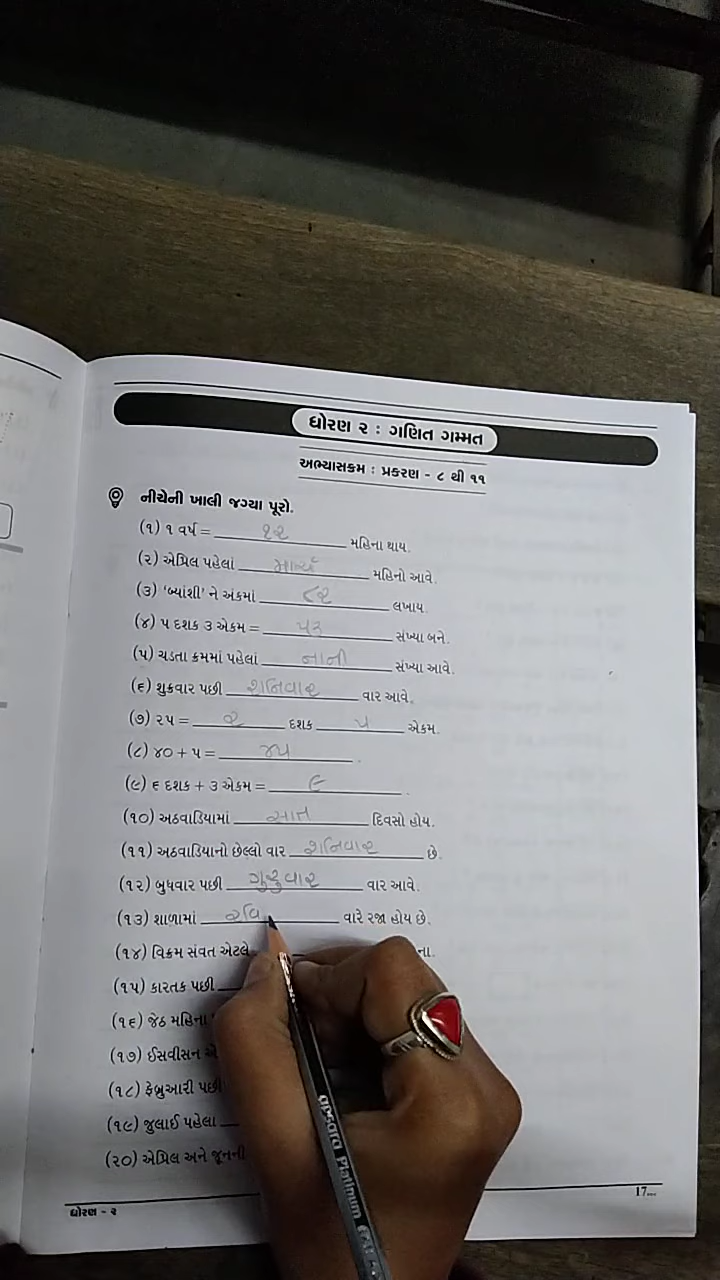 ધોરણ ૨ : ગણિત ગમ્મત
અભ્યાસક્રમ : પ્રકરણ - ૮ થી ૧૧
નીચેની ખાલી જગ્યા પૂરો.
(૧) ૧ વર્ષ = ૧૨ મહિના થાય.
(૨) એપ્રિલ પહેલાં માર્ચ મહિનો આવે.
(૩) 'બ્યાંશી' ને અંકમાં ૮૨ લખાય.
(૪) ૫ દશક ૩ એકમ = ૫૩ સંખ્યા બને.
(૫) ચડતા ક્રમમાં પહેલાં નાની સંખ્યા આવે.
(૬) શુક્રવાર પછી શનિવાર વાર આવે.
(૭) ૨૫ = ૨ દશક ૫ એકમ.
(૮) ૪૦ + ૫ = ૪૫ .
(૯) ૬ દશક + ૩ એકમ = ૯ .
(૧૦) અઠવાડિયામાં સાત દિવસો હોય.
(૧૧) અઠવાડિયાનો છેલ્લો વાર શનિવાર છે.
(૧૨) બુધવાર પછી ગુરુવાર વાર આવે.
(૧૩) શાળામાં રવિ વારે રજા હોય છે.
(૧૪) વિક્રમ સંવત એટલે ના.
(૧૫) કારતક પછી
(૧૬) જેઠ મહિના
(૧૭) ઈસવીસન એ
(૧૮) ફેબ્રુઆરી પછી
(૧૯) જુલાઈ પહેલા
(૨૦) એપ્રિલ અને જૂનની
ધોરણ - ૨
17...
apsara Platinum